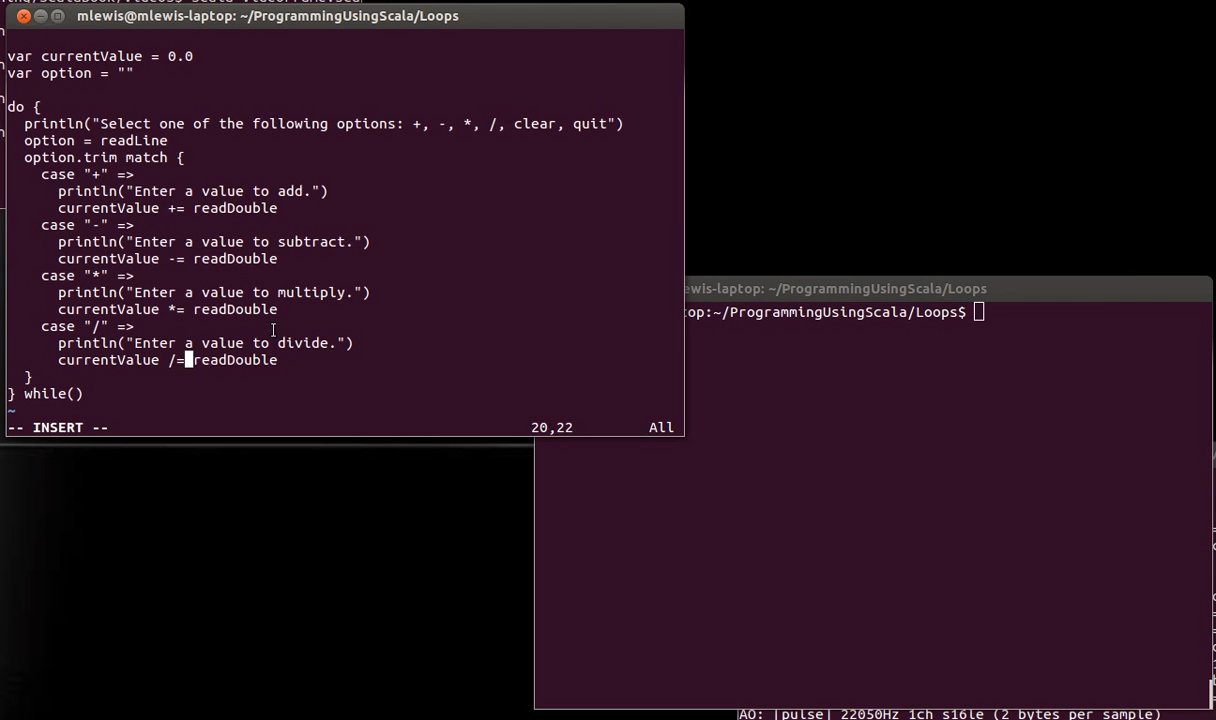 mlewis@mlewis-laptop: ~/ProgrammingUsingScala/Loops
var currentValue = 0.0
var option = ""
do {
  println("Select one of the following options: +, -, *, /, clear, quit")
  option = readLine
  option.trim match {
    case "+" =>
      println("Enter a value to add.")
      currentValue += readDouble
    case "-" =>
      println("Enter a value to subtract.")
      currentValue -= readDouble
    case "*" =>
      println("Enter a value to multiply.")
      currentValue *= readDouble
    case "/" =>
      println("Enter a value to divide.")
      currentValue /= readDouble
  }
} while()
~
-- INSERT -- 20,22 All
ewis-laptop: ~/ProgrammingUsingScala/Loops
top:~/ProgrammingUsingScala/Loops$
AO: [pulse] 22050Hz 1ch s16le (2 bytes per sample)